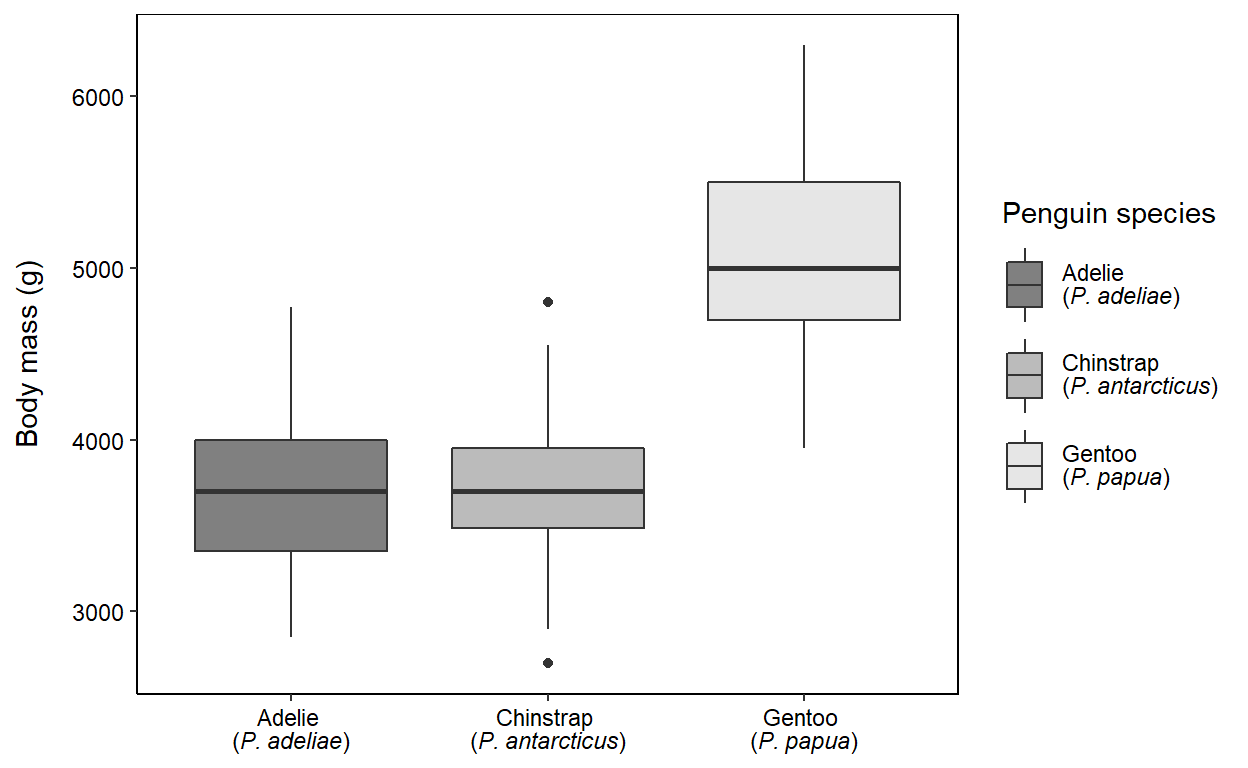 Body mass (g)
6000
5000
4000
3000
Adelie
(P. adeliae)
Chinstrap
(P. antarcticus)
Gentoo
(P. papua)
Penguin species
Adelie
(P. adeliae)
Chinstrap
(P. antarcticus)
Gentoo
(P. papua)